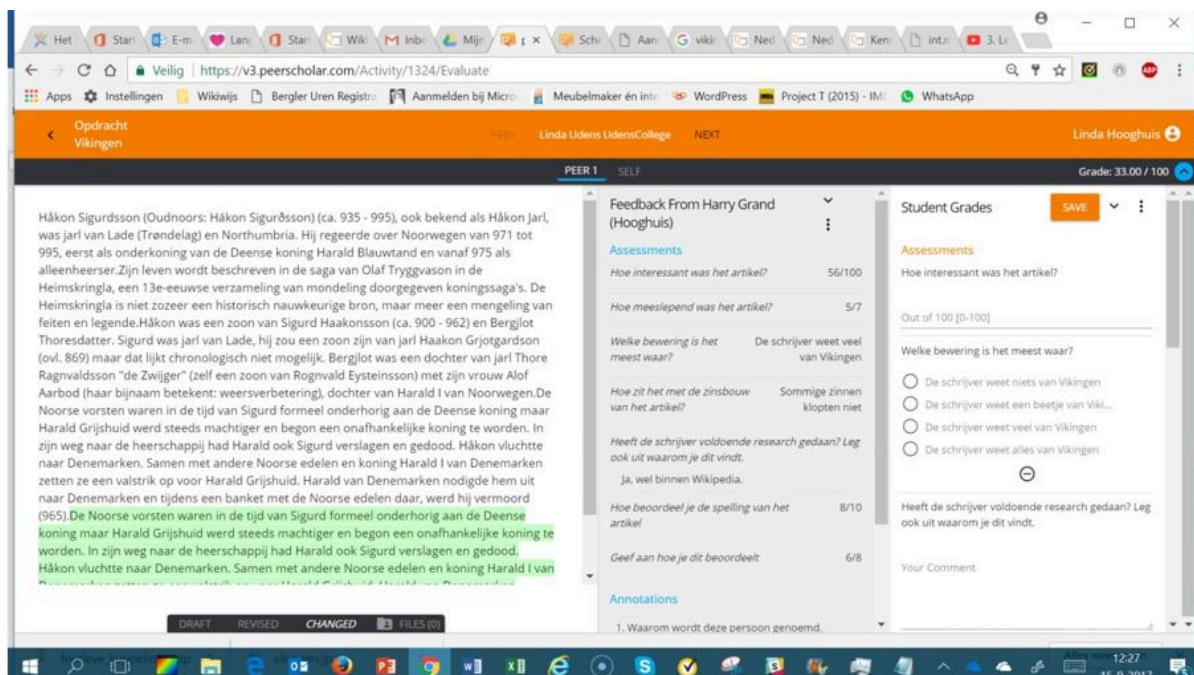 Het
Star
E-m
Lan
Star
Wiki
Inb
Mijn
Sch
Aan
vikin
Ned
Ned
Ken
int.n
3. Le
Veilig | https://v3.peerscholar.com/Activity/1324/Evaluate
Apps Instellingen Wikiwijs Bergler Uren Registra Aanmelden bij Micro Meubelmaker én inte WordPress Project T (2015) - IM WhatsApp
Opdracht
Vikingen
PREV Linda Udens UdensCollege NEXT
Linda Hooghuis
PEER 1 SELF
Grade: 33.00 / 100
Håkon Sigurdsson (Oudnoors: Hákon Sigurðsson) (ca. 935 - 995), ook bekend als Håkon Jarl,
was jarl van Lade (Trøndelag) en Northumbria. Hij regeerde over Noorwegen van 971 tot
995, eerst als onderkoning van de Deense koning Harald Blauwtand en vanaf 975 als
alleenheerser.Zijn leven wordt beschreven in de saga van Olaf Tryggvason in de
Heimskringla, een 13e-eeuwse verzameling van mondeling doorgegeven koningssaga's. De
Heimskringla is niet zozeer een historisch nauwkeurige bron, maar meer een mengeling van
feiten en legende.Håkon was een zoon van Sigurd Haakonsson (ca. 900 - 962) en Bergjlot
Thoresdatter. Sigurd was jarl van Lade, hij zou een zoon zijn van jarl Haakon Grjotgardson
(ovl. 869) maar dat lijkt chronologisch niet mogelijk. Bergjlot was een dochter van jarl Thore
Ragnvaldsson "de Zwijger" (zelf een zoon van Rognvald Eysteinsson) met zijn vrouw Alof
Aarbod (haar bijnaam betekent: weersverbetering), dochter van Harald I van Noorwegen.De
Noorse vorsten waren in de tijd van Sigurd formeel onderhorig aan de Deense koning maar
Harald Grijshuid werd steeds machtiger en begon een onafhankelijke koning te worden. In
zijn weg naar de heerschappij had Harald ook Sigurd verslagen en gedood. Håkon vluchtte
naar Denemarken. Samen met andere Noorse edelen en koning Harald I van Denemarken
zetten ze een valstrik op voor Harald Grijshuid. Harald van Denemarken nodigde hem uit
naar Denemarken en tijdens een banket met de Noorse edelen daar, werd hij vermoord
(965).De Noorse vorsten waren in de tijd van Sigurd formeel onderhorig aan de Deense
koning maar Harald Grijshuid werd steeds machtiger en begon een onafhankelijke koning te
worden. In zijn weg naar de heerschappij had Harald ook Sigurd verslagen en gedood.
Håkon vluchtte naar Denemarken. Samen met andere Noorse edelen en koning Harald I van
DRAFT REVISED CHANGED FILES (0)
Feedback From Harry Grand
(Hooghuis)
Assessments
Hoe interessant was het artikel? 56/100
Hoe meeslepend was het artikel? 5/7
Welke bewering is het De schrijver weet veel
meest waar? van Vikingen
Hoe zit het met de zinsbouw Sommige zinnen
van het artikel? klopten niet
Heeft de schrijver voldoende research gedaan? Leg
ook uit waarom je dit vindt.
Ja, wel binnen Wikipedia.
Hoe beoordeel je de spelling van het 8/10
artikel
Geef aan hoe je dit beoordeelt 6/8
Annotations
1. Waarom wordt deze persoon genoemd.
Student Grades SAVE
Assessments
Hoe interessant was het artikel?
Out of 100 [0-100]
Welke bewering is het meest waar?
De schrijver weet niets van Vikingen
De schrijver weet een beetje van Viki...
De schrijver weet veel van Vikingen
De schrijver weet alles van Vikingen
Heeft de schrijver voldoende research gedaan? Leg
ook uit waarom je dit vindt.
Your Comment
12:27